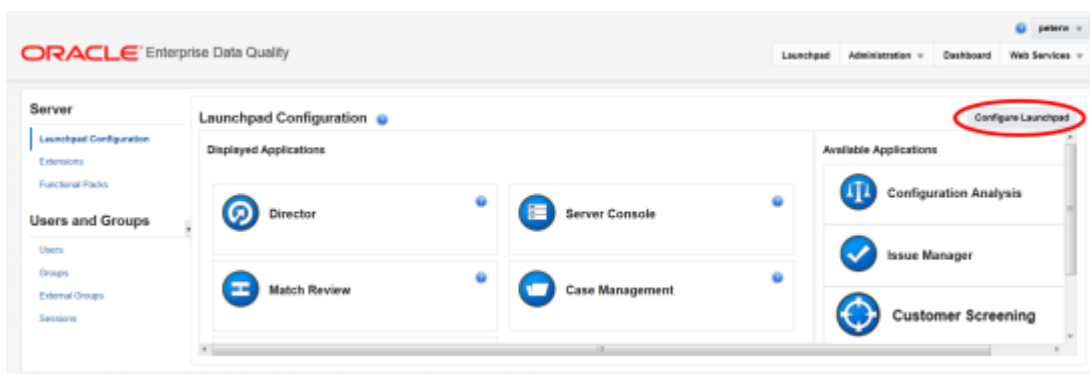 petern
ORACLE Enterprise Data Quality
Launchpad Administration Dashboard Web Services
Server
Launchpad Configuration
Extensions
Functional Packs
Users and Groups
Users
Groups
External Groups
Sessions
Launchpad Configuration
Configure Launchpad
Displayed Applications
Director
Server Console
Match Review
Case Management
Available Applications
Configuration Analysis
Issue Manager
Customer Screening